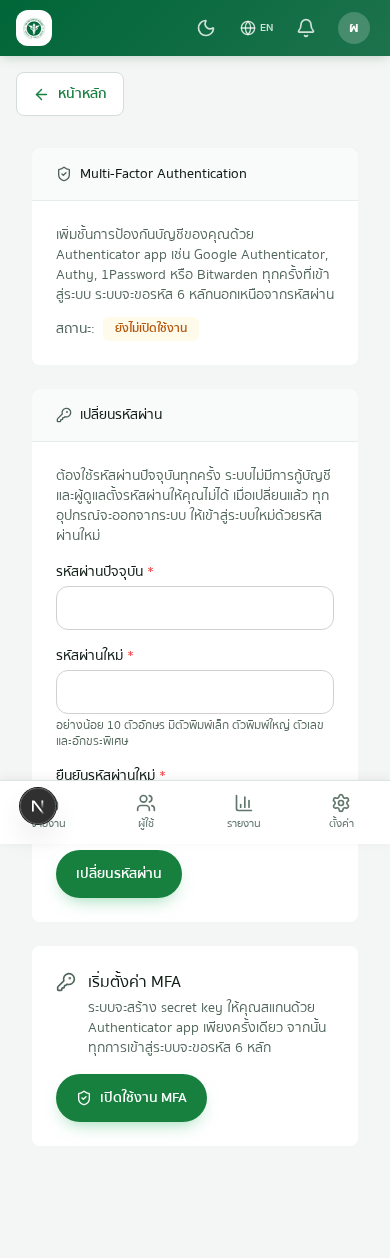 EN
ผ
หน้าหลัก
Multi-Factor Authentication
เพิ่มชั้นการป้องกันบัญชีของคุณด้วย
Authenticator app เช่น Google Authenticator,
Authy, 1Password หรือ Bitwarden ทุกครั้งที่เข้า
สู่ระบบ ระบบจะขอรหัส 6 หลักนอกเหนือจากรหัสผ่าน
สถานะ: ยังไม่เปิดใช้งาน
เปลี่ยนรหัสผ่าน
ต้องใช้รหัสผ่านปัจจุบันทุกครั้ง ระบบไม่มีการกู้บัญชี
และผู้ดูแลตั้งรหัสผ่านให้คุณไม่ได้ เมื่อเปลี่ยนแล้ว ทุก
อุปกรณ์จะออกจากระบบ ให้เข้าสู่ระบบใหม่ด้วยรหัส
ผ่านใหม่
รหัสผ่านปัจจุบัน *
รหัสผ่านใหม่ *
อย่างน้อย 10 ตัวอักษร มีตัวพิมพ์เล็ก ตัวพิมพ์ใหญ่ ตัวเลข
และอักขระพิเศษ
ยืนยันรหัสผ่านใหม่ *
N
ผู้ใช้
รายงาน
ตั้งค่า
เปลี่ยนรหัสผ่าน
เริ่มตั้งค่า MFA
ระบบจะสร้าง secret key ให้คุณสแกนด้วย
Authenticator app เพียงครั้งเดียว จากนั้น
ทุกการเข้าสู่ระบบจะขอรหัส 6 หลัก
เปิดใช้งาน MFA